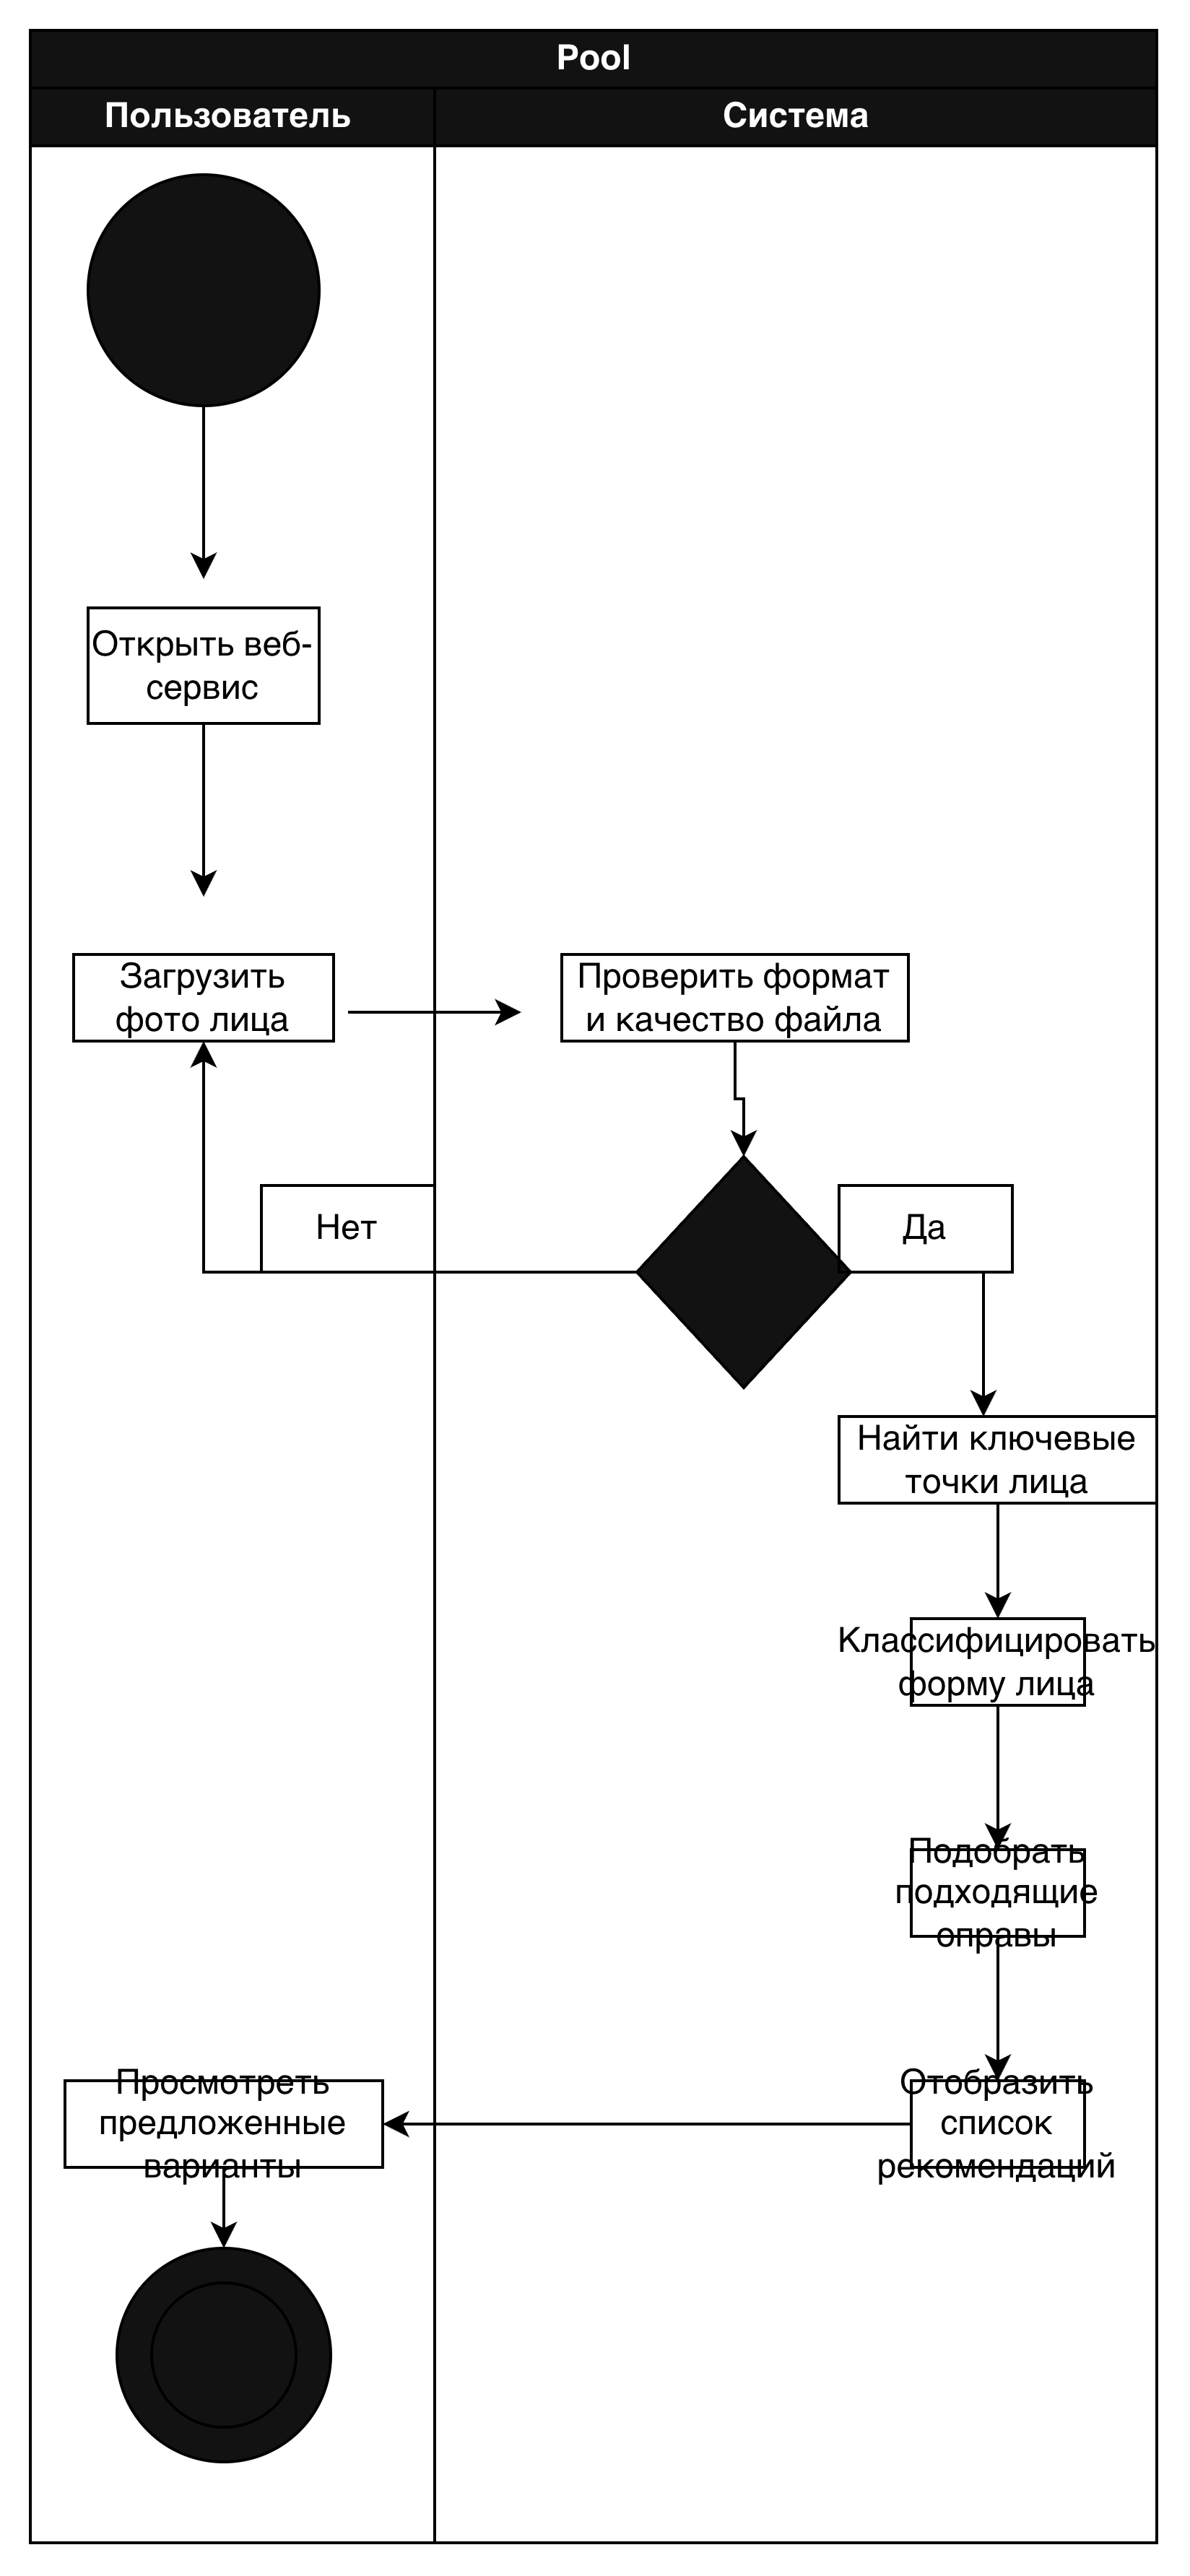 Pool
Пользователь
Система
Открыть веб-
сервис
Загрузить
фото лица
Проверить формат
и качество файла
Нет
Да
Найти ключевые
точки лица
Классифицировать
форму лица
Подобрать
подходящие
оправы
Просмотреть
предложенные
варианты
Отобразить
список
рекомендаций